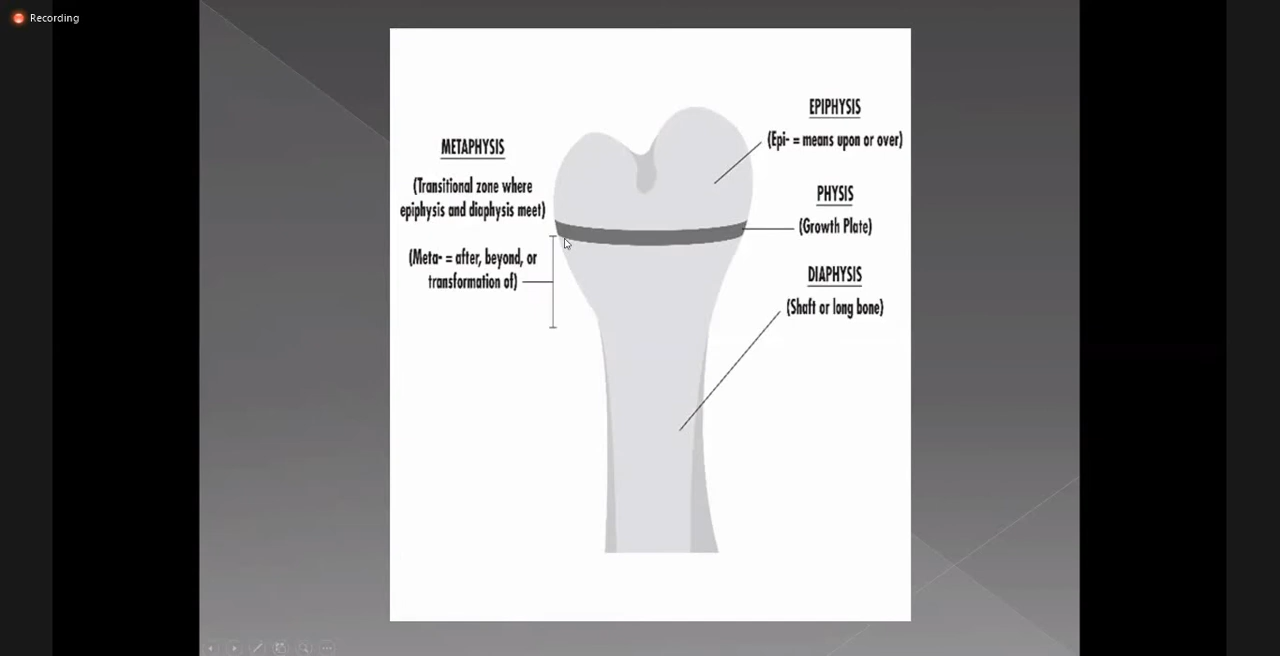 Recording
METAPHYSIS
(Transitional zone where
epiphysis and diaphysis meet)
(Meta- = after, beyond, or
transformation of)
EPIPHYSIS
(Epi- = means upon or over)
PHYSIS
(Growth Plate)
DIAPHYSIS
(Shaft or long bone)